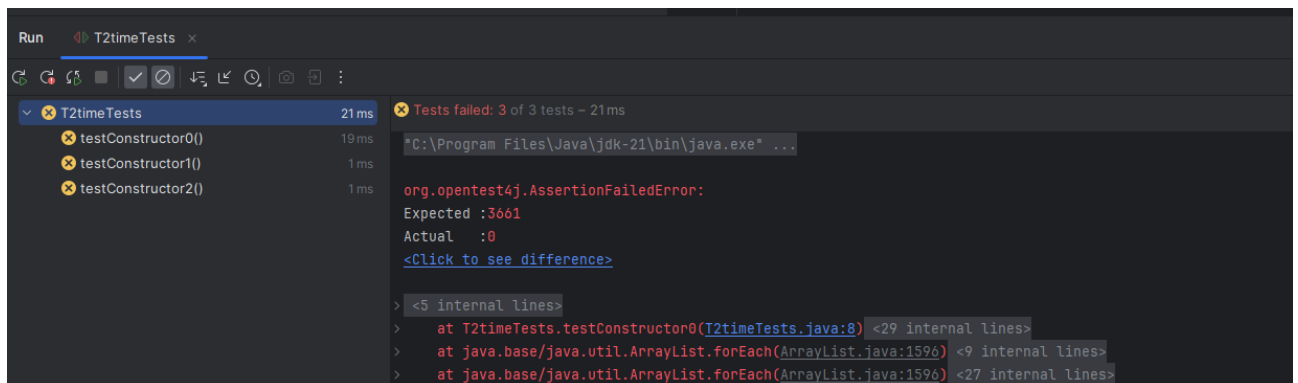 Run T2timeTests ×
T2timeTests 21 ms
testConstructor0() 19 ms
testConstructor1() 1 ms
testConstructor2() 1 ms
Tests failed: 3 of 3 tests – 21 ms
"C:\Program Files\Java\jdk-21\bin\java.exe" ...
org.opentest4j.AssertionFailedError:
Expected :3661
Actual :0
<Click to see difference>
<5 internal lines>
at T2timeTests.testConstructor0(T2timeTests.java:8) <29 internal lines>
at java.base/java.util.ArrayList.forEach(ArrayList.java:1596) <9 internal lines>
at java.base/java.util.ArrayList.forEach(ArrayList.java:1596) <27 internal lines>